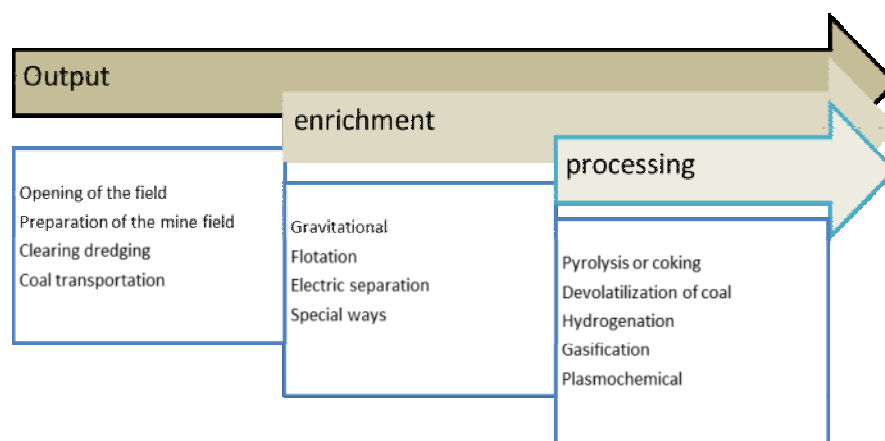 Output
enrichment
processing
Opening of the field
Preparation of the mine field
Clearing dredging
Coal transportation
Gravitational
Flotation
Electric separation
Special ways
Pyrolysis or coking
Devolatilization of coal
Hydrogenation
Gasification
Plasmochemical